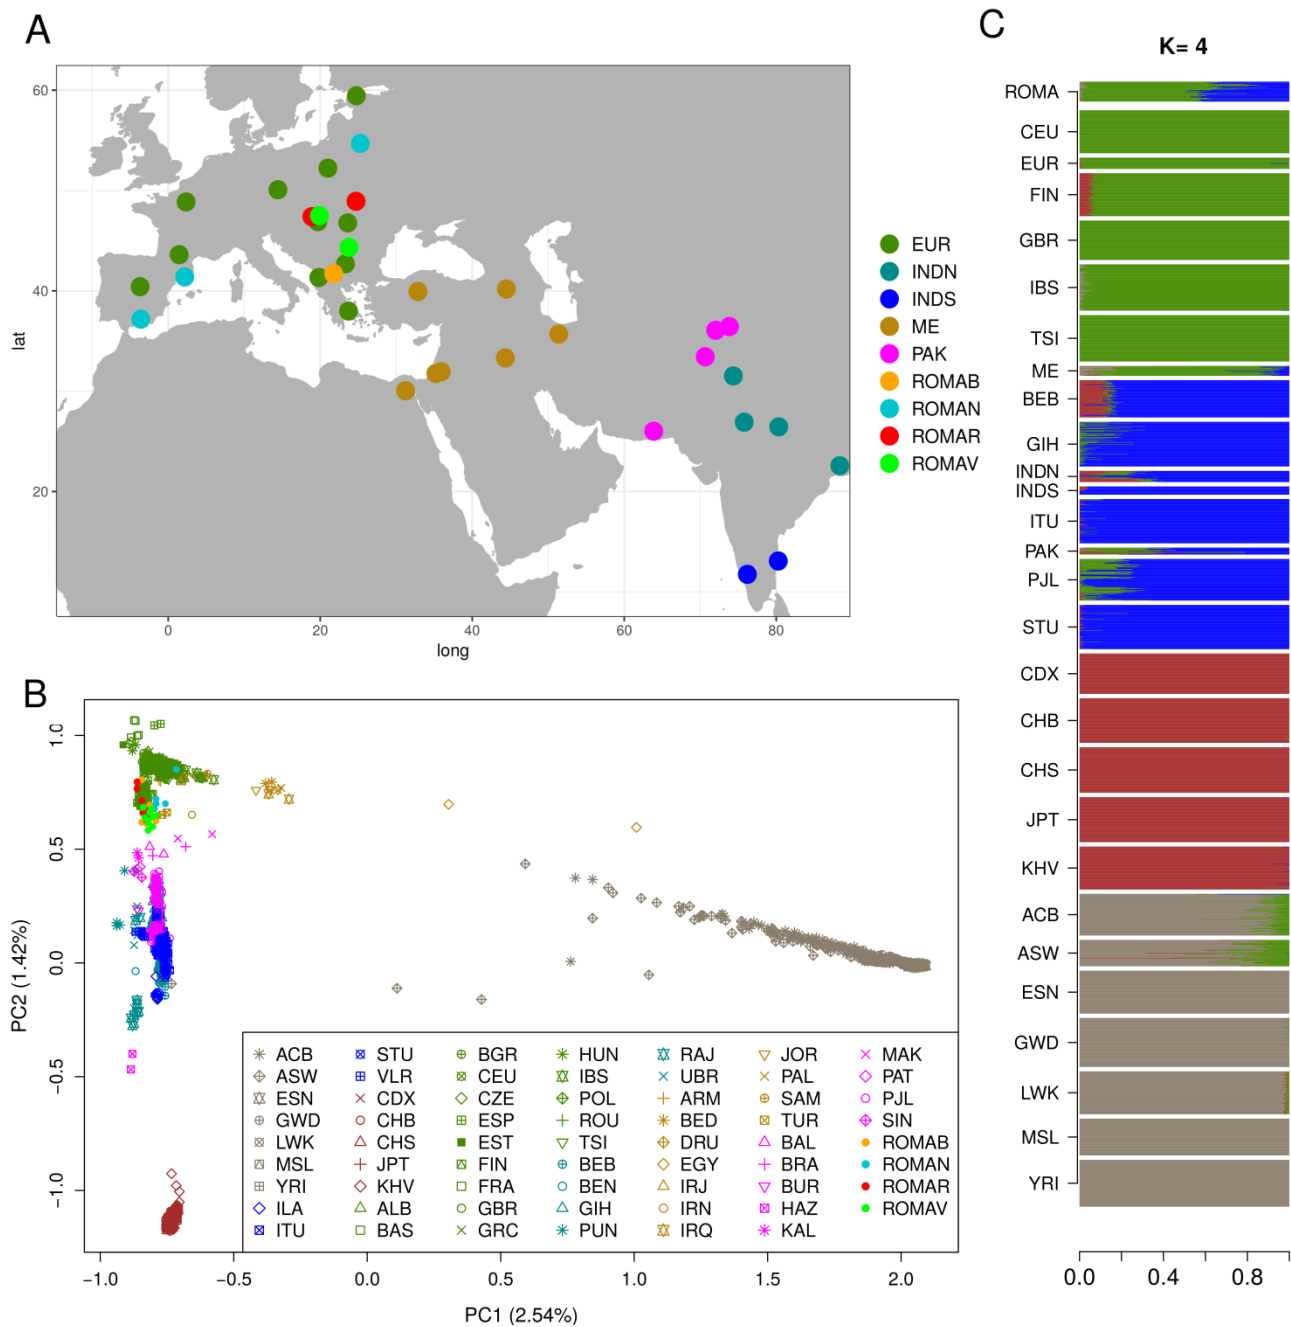 A
60
40
20
lat
0
20
40
60
80
long
EUR
INDN
INDS
ME
PAK
ROMAB
ROMAN
ROMAR
ROMAV
B
1.0
0.5
0.0
−0.5
−1.0
PC2 (1.42%)
ACB STU BGR HUN RAJ JOR MAK
ASW VLR CEU IBS UBR PAL PAT
ESN CDX CZE POL ARM SAM PJL
GWD CHB ESP ROU BED TUR SIN
LWK CHS EST TSI DRU BAL ROMAB
MSL JPT FIN BEB EGY BRA ROMAN
YRI KHV FRA BEN IRJ BUR ROMAR
ILA ALB GBR GIH IRN HAZ ROMAV
ITU BAS GRC PUN IRQ KAL
−1.0
−0.5
0.0
0.5
1.0
1.5
2.0
PC1 (2.54%)
C
K= 4
ROMA
CEU
EUR
FIN
GBR
IBS
TSI
ME
BEB
GIH
INDN
INDS
ITU
PAK
PJL
STU
CDX
CHB
CHS
JPT
KHV
ACB
ASW
ESN
GWD
LWK
MSL
YRI
0.0
0.4
0.8